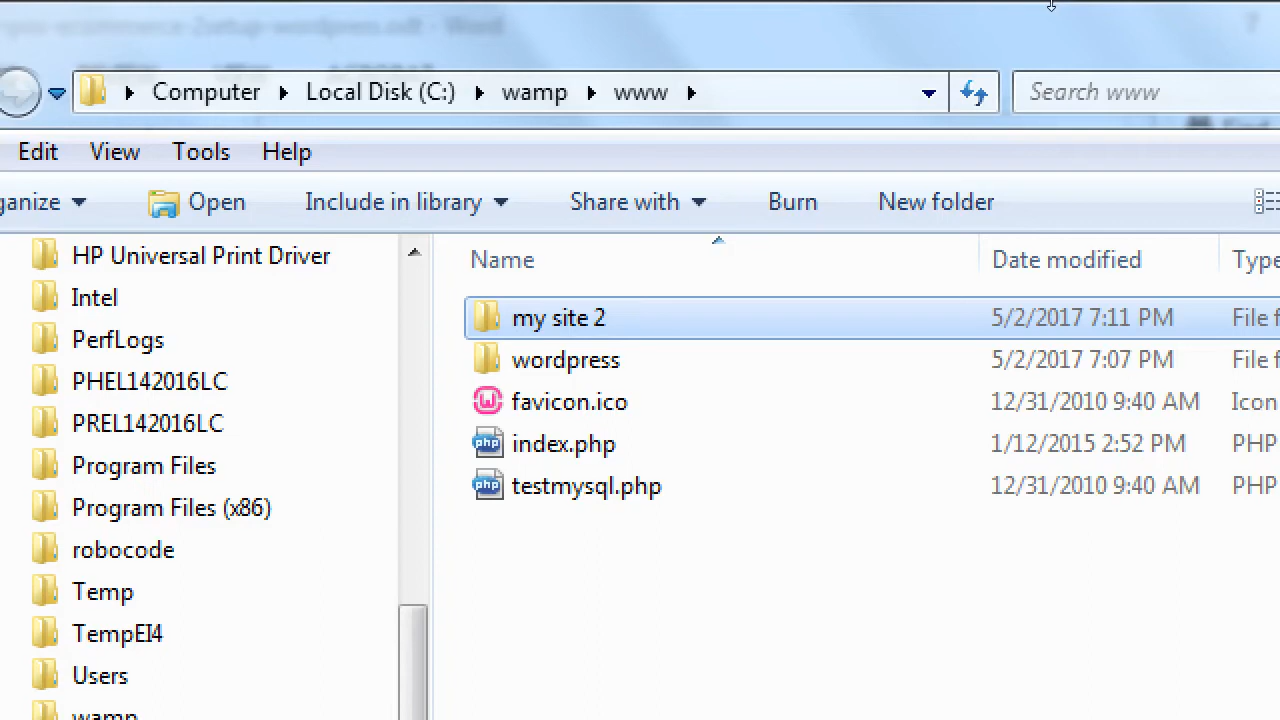 Computer Local Disk (C:) wamp www Search www
Edit View Tools Help
ganize Open Include in library Share with Burn New folder
HP Universal Print Driver
Intel
PerfLogs
PHEL142016LC
PREL142016LC
Program Files
Program Files (x86)
robocode
Temp
TempEI4
Users
wamp
Name Date modified Type
my site 2 5/2/2017 7:11 PM File f
wordpress 5/2/2017 7:07 PM File f
favicon.ico 12/31/2010 9:40 AM Icon
index.php 1/12/2015 2:52 PM PHP
testmysql.php 12/31/2010 9:40 AM PHP